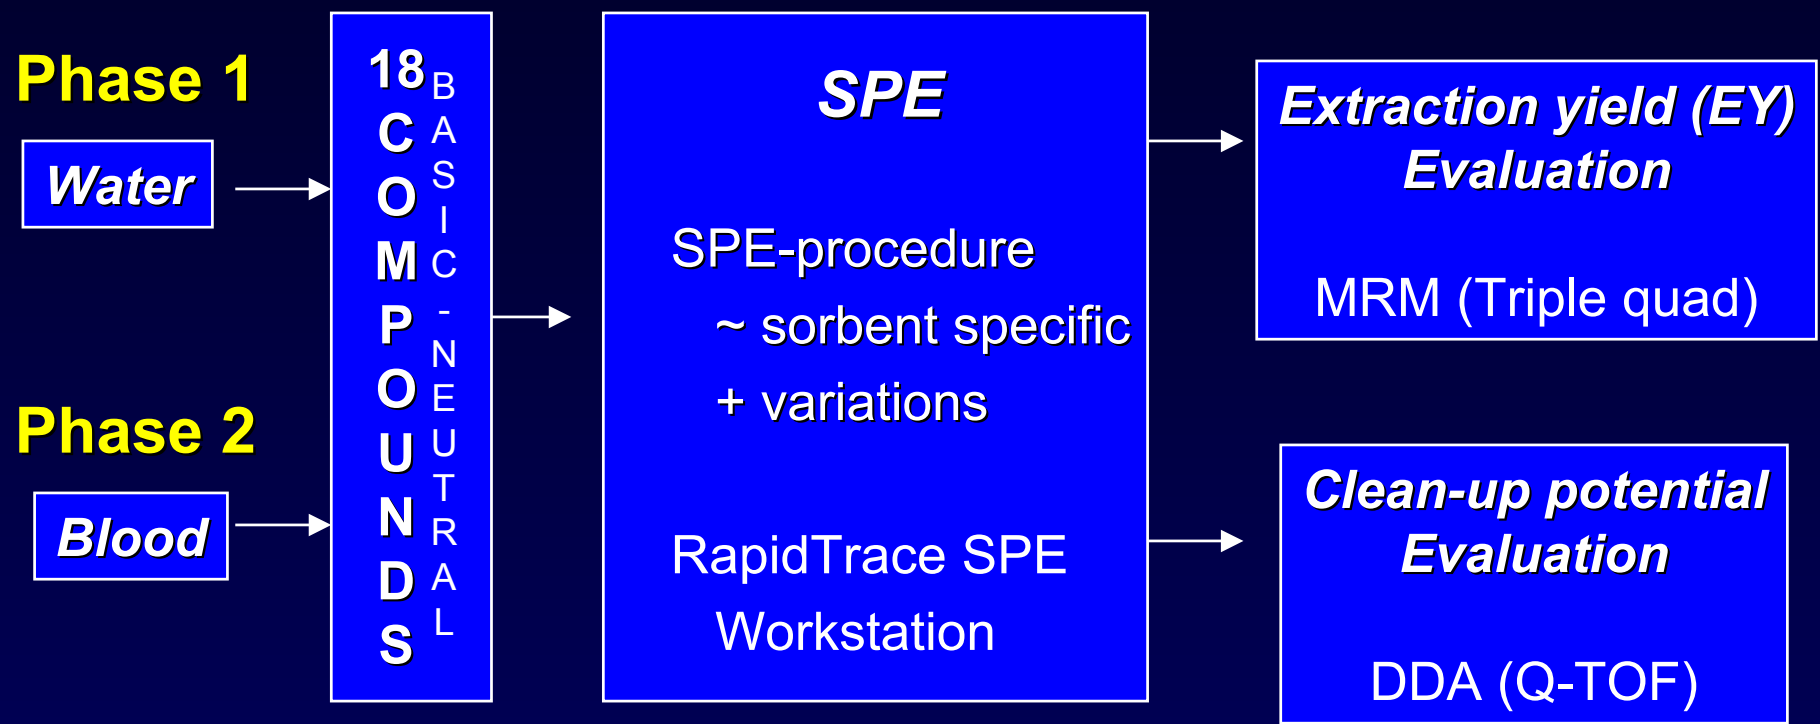 Phase 1
Water
Phase 2
Blood
18
COMPOUNDS
BASIC-NEUTRAL
SPE
SPE-procedure
~ sorbent specific
+ variations
RapidTrace SPE
Workstation
Extraction yield (EY)
Evaluation
MRM (Triple quad)
Clean-up potential
Evaluation
DDA (Q-TOF)